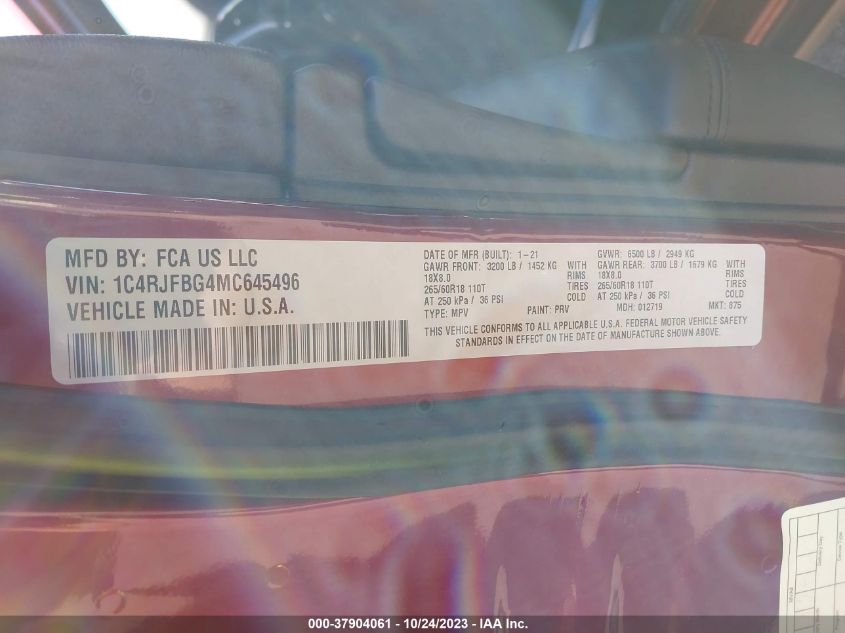 MFD BY: FCA US LLC
VIN: 1C4RJFBG4MC645496
VEHICLE MADE IN: U.S.A.
DATE OF MFR (BUILT): 1-21
GAWR FRONT: 3200 LB / 1452 KG WITH
18X8.0 RIMS
265/60R18 110T TIRES
AT 250 kPa / 36 PSI COLD
TYPE: MPV PAINT: PRV
GVWR: 6500 LB / 2949 KG
GAWR REAR: 3700 LB / 1679 KG WITH
18X8.0 RIMS
265/60R18 110T TIRES
AT 250 kPa / 36 PSI COLD
MDH: 012719 MKT: 875
THIS VEHICLE CONFORMS TO ALL APPLICABLE U.S.A. FEDERAL MOTOR VEHICLE SAFETY
STANDARDS IN EFFECT ON THE DATE OF MANUFACTURE SHOWN ABOVE.
000-37904061 - 10/24/2023 - IAA Inc.